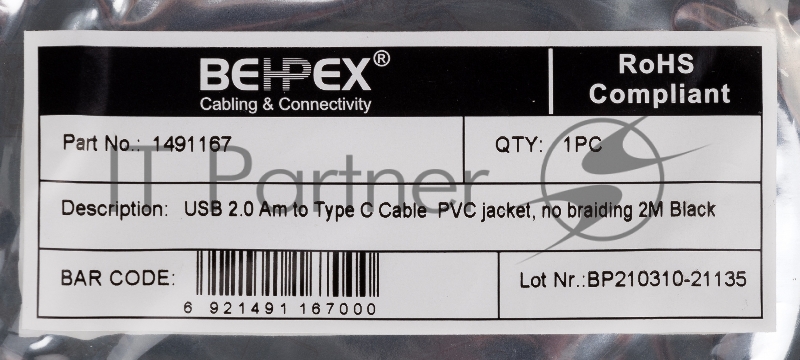 BEHPEX®
Cabling & Connectivity
RoHS
Compliant
Part No.: 1491167
QTY: 1PC
IT Partner
Description: USB 2.0 Am to Type C Cable PVC jacket, no braiding 2M Black
BAR CODE:
6 921491 167000
Lot Nr.:BP210310-21135